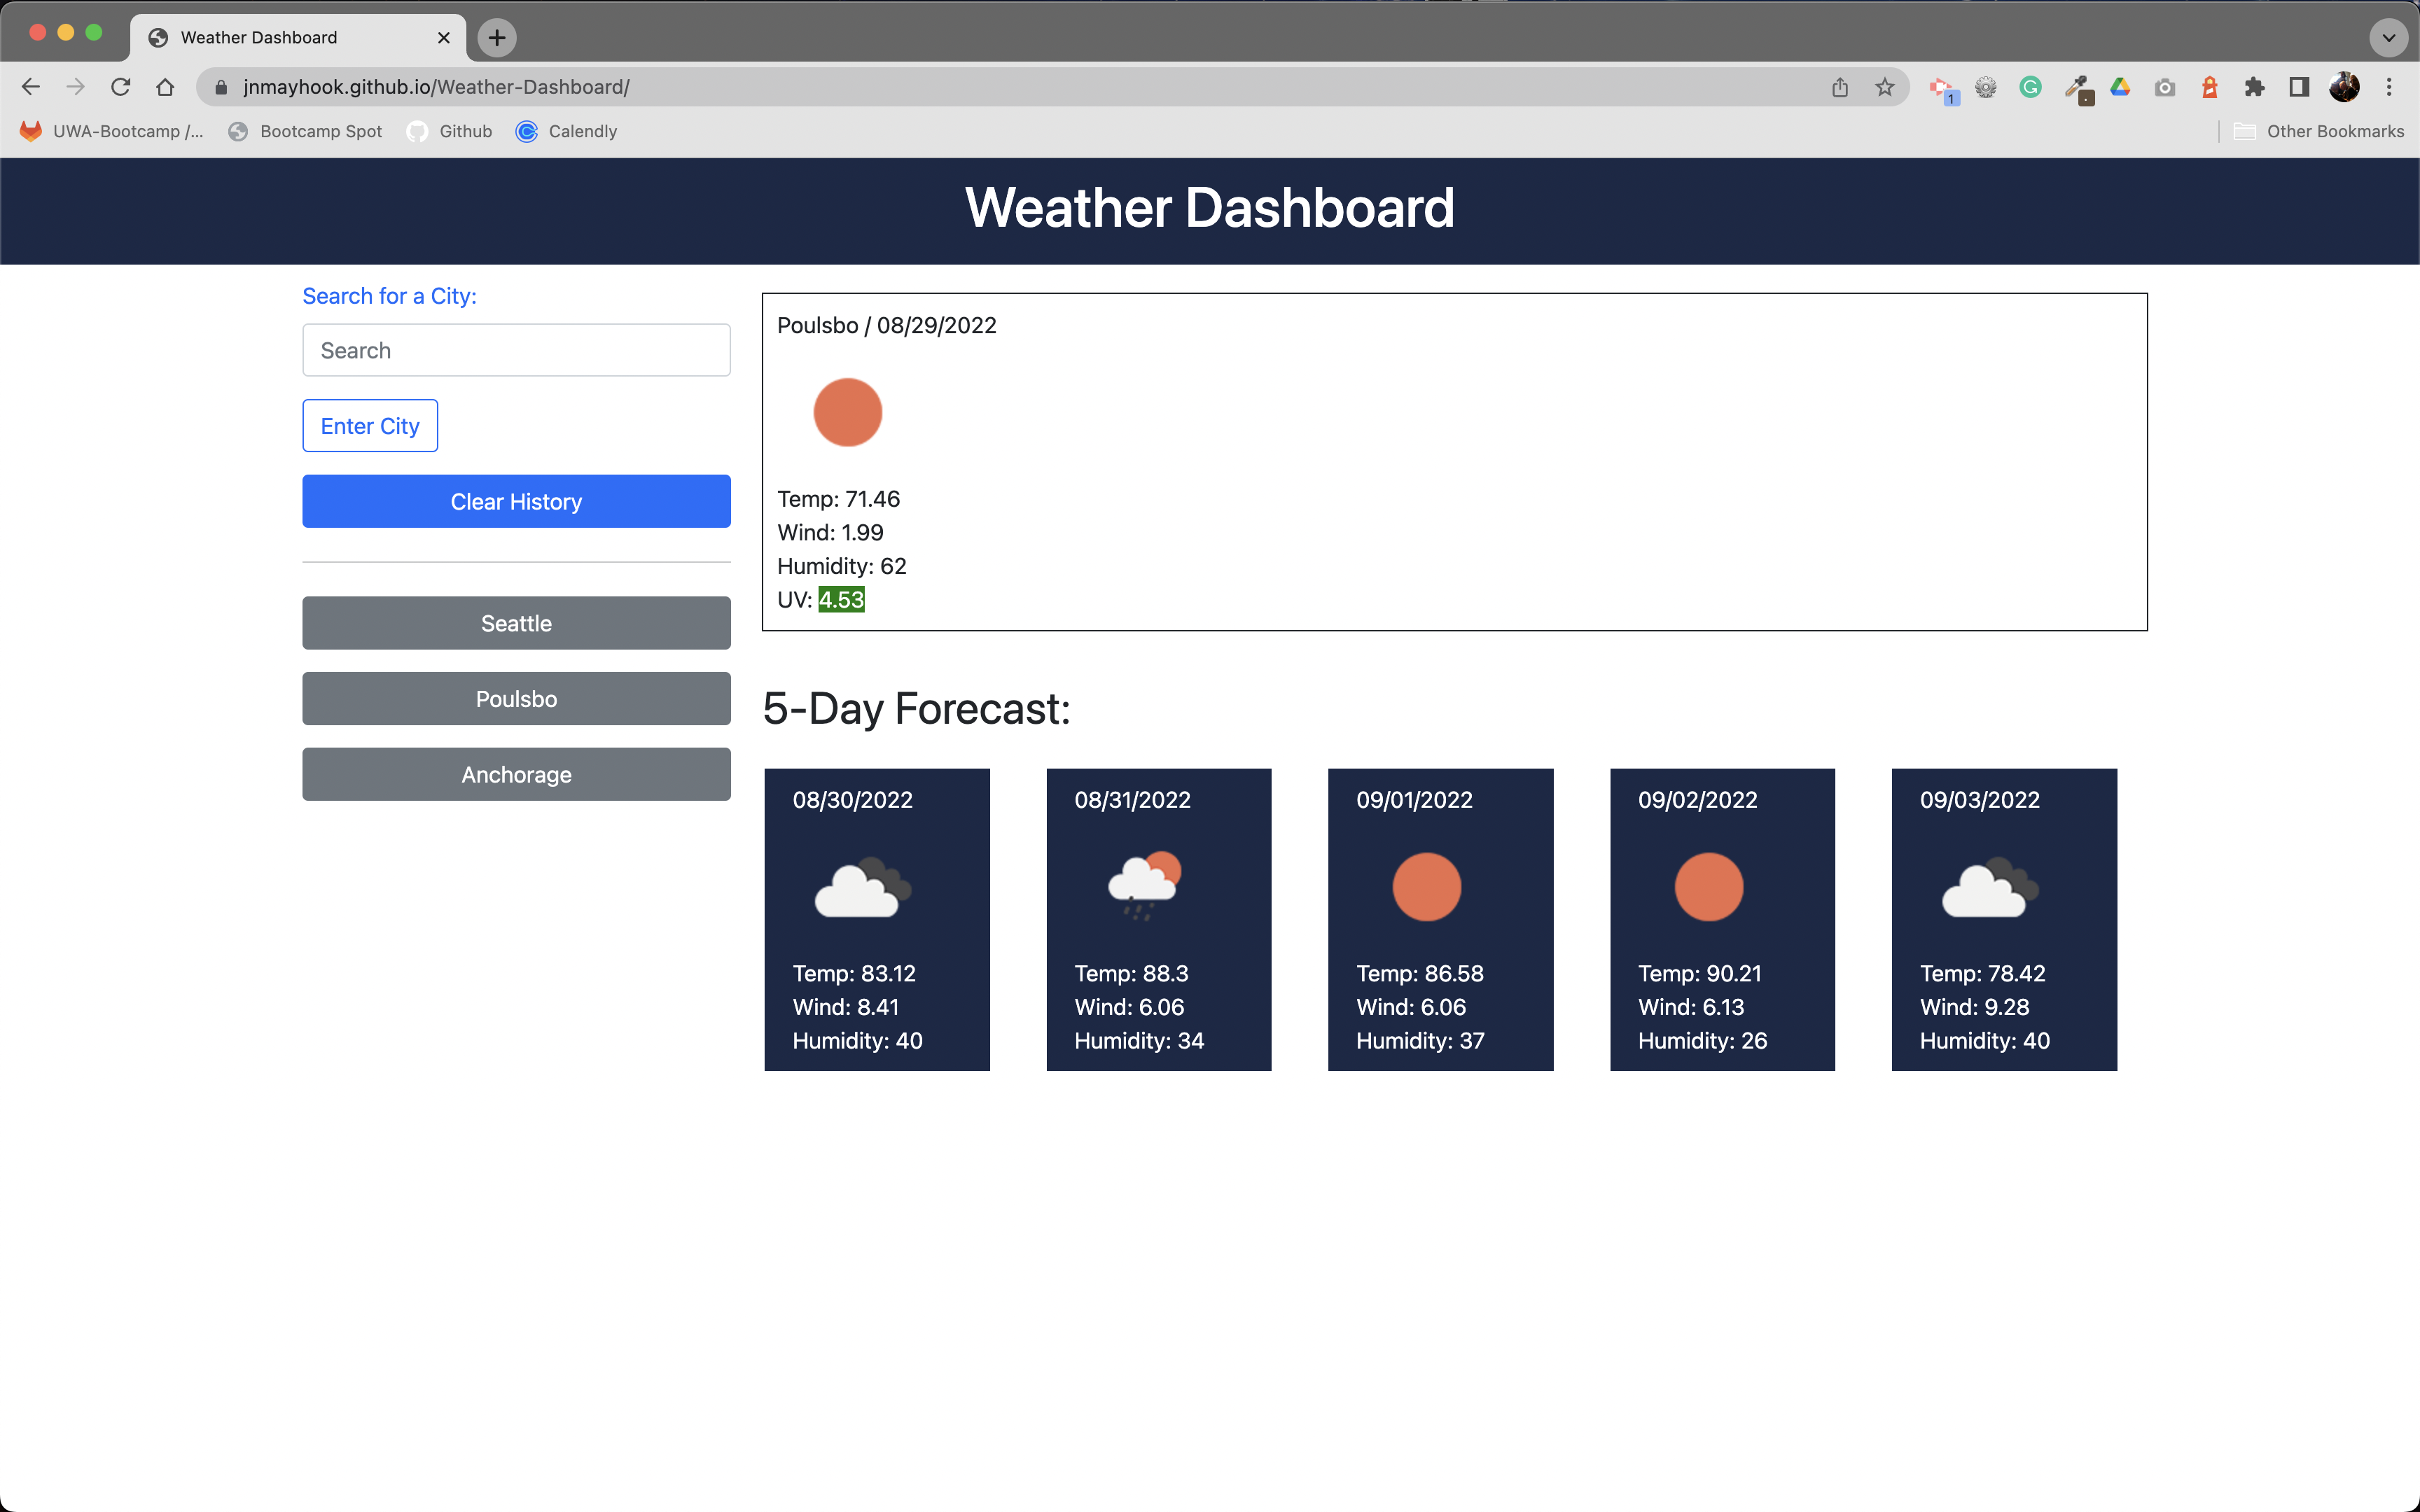 Weather Dashboard
jnmayhook.github.io/Weather-Dashboard/
1
UWA-Bootcamp /... Bootcamp Spot Github Calendly Other Bookmarks
Weather Dashboard
Search for a City:
Search
Enter City
Clear History
Seattle
Poulsbo
Anchorage
Poulsbo / 08/29/2022
Temp: 71.46
Wind: 1.99
Humidity: 62
UV: 4.53
5-Day Forecast:
08/30/2022
Temp: 83.12
Wind: 8.41
Humidity: 40
08/31/2022
Temp: 88.3
Wind: 6.06
Humidity: 34
09/01/2022
Temp: 86.58
Wind: 6.06
Humidity: 37
09/02/2022
Temp: 90.21
Wind: 6.13
Humidity: 26
09/03/2022
Temp: 78.42
Wind: 9.28
Humidity: 40